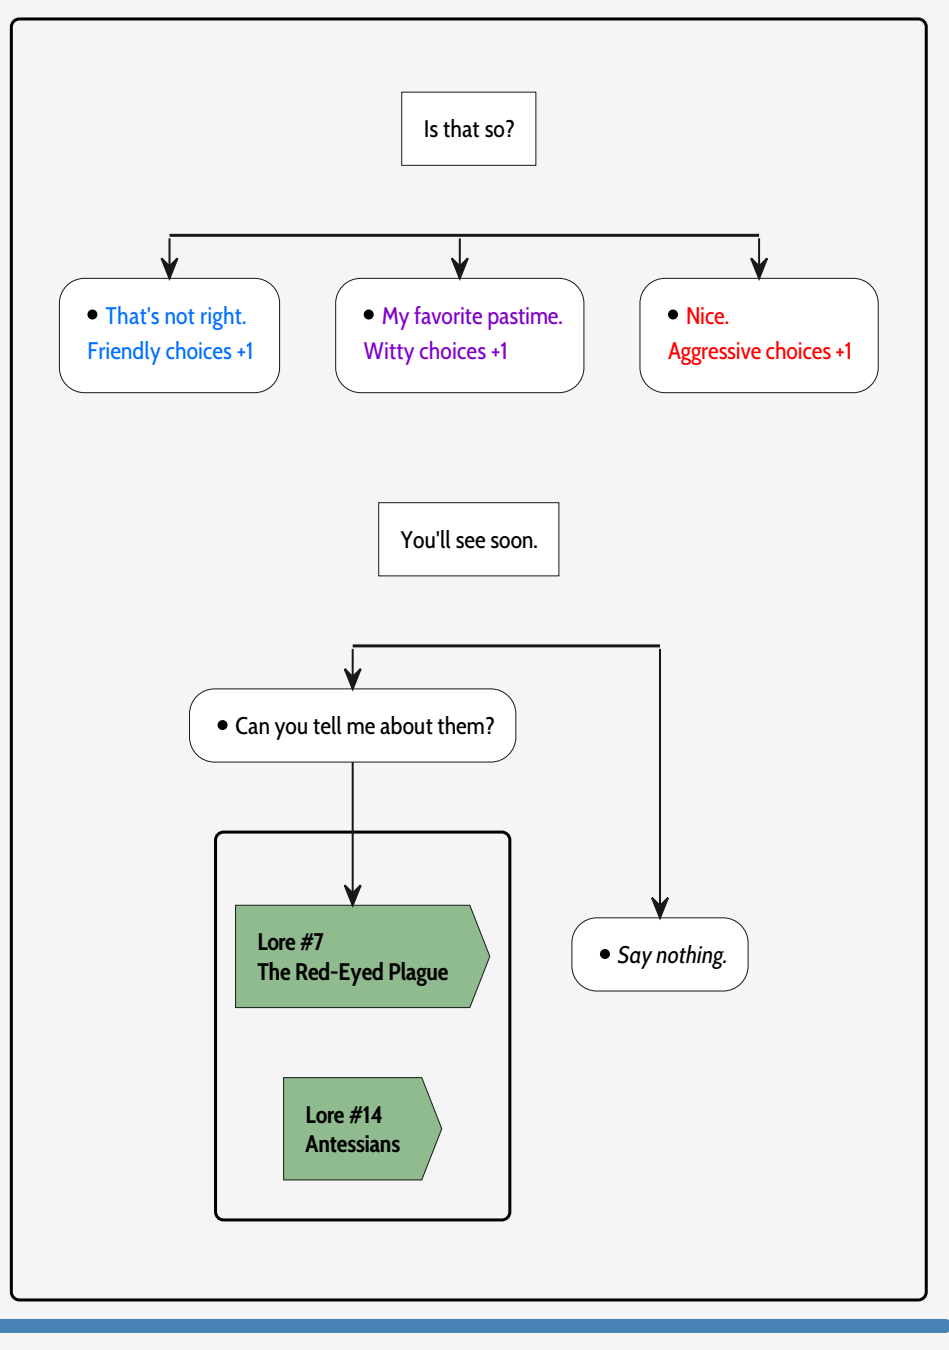 Is that so?
• That's not right.
Friendly choices +1
• My favorite pastime.
Witty choices +1
• Nice.
Aggressive choices +1
You'll see soon.
• Can you tell me about them?
Lore #7
The Red-Eyed Plague
• Say nothing.
Lore #14
Antessians